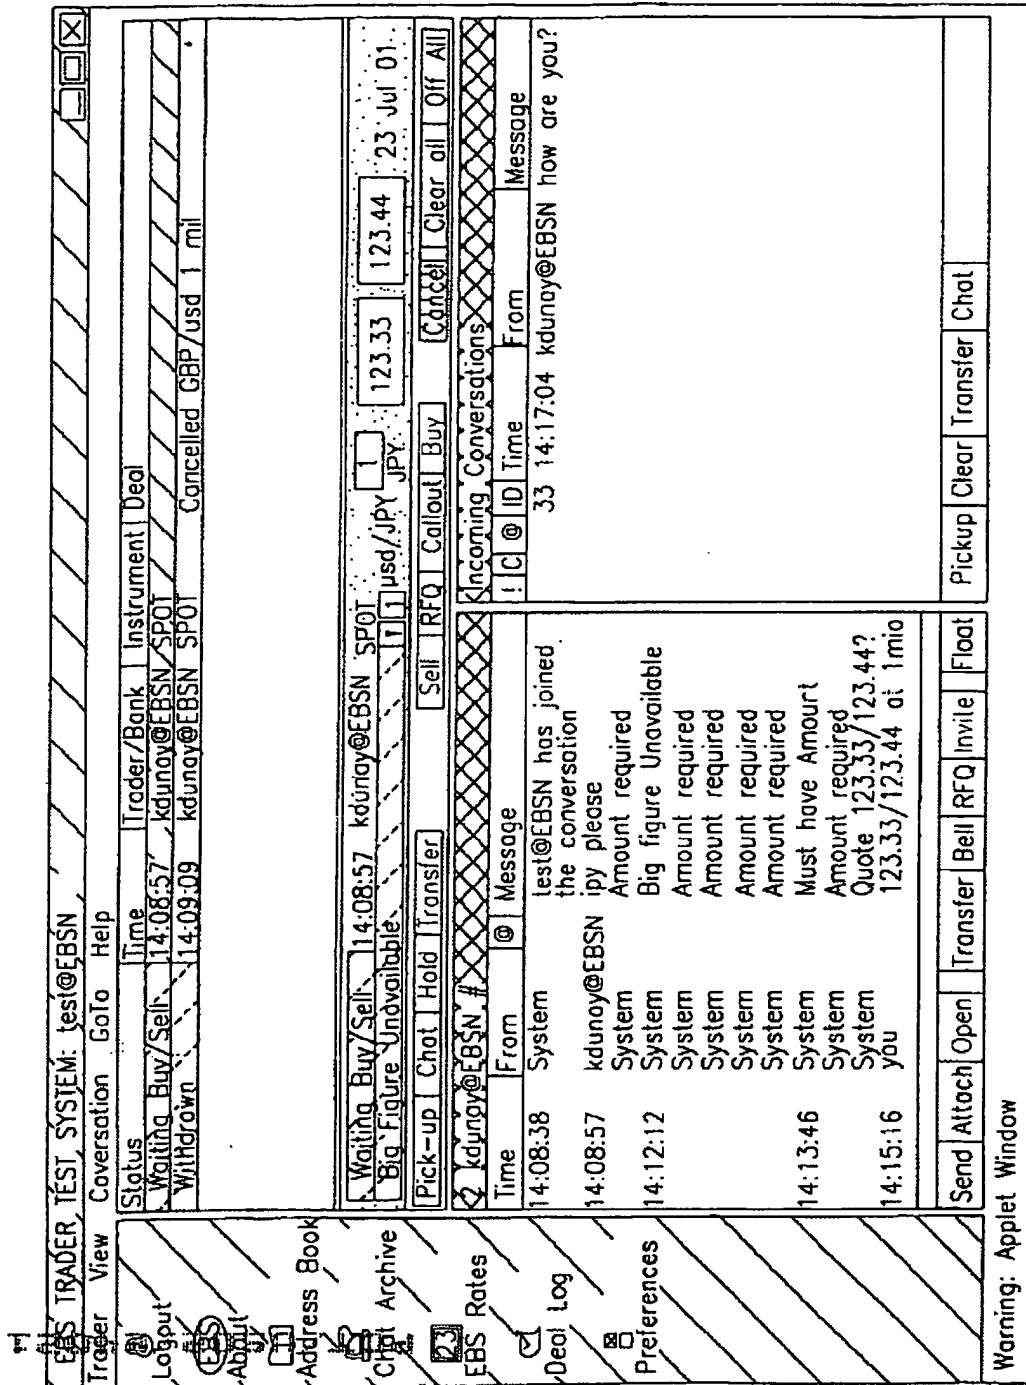 EBS TRADER TEST SYSTEM: test@EBSN
Trader View Coversation GoTo Help
Logout
EBS
About
Address Book
Chat Archive
23
EBS Rates
Deal Log
Preferences
Status Time Trader/Bank Instrument Deal
Waiting Buy/Sell 14:08:57 kdunay@EBSN SPOT
Withdrawn 14:09:09 kdunay@EBSN SPOT Cancelled GBP/usd 1 mil
Waiting Buy/Sell 14:08:57 kdunay@EBSN SPOT 1 123.33 123.44 23 Jul 01
Big Figure Unavailable 1 µsd/JPY JPY
Pick-up Chat Hold Transfer Sell RFQ Callout Buy Cancel Clear all Off All
2 kdunay@EBSN #
Time From @ Message
14:08:38 System test@EBSN has joined
the conversation
14:08:57 kdunay@EBSN ipy please
System Amount required
14:12:12 System Big figure Unavailable
System Amount required
System Amount required
System Amount required
System Amount required
14:13:46 System Must have Amourt
System Amount required
System Quote 123.33/123.44?
14:15:16 you 123.33/123.44 at 1mio
Send Attach Open Transfer Bell RFQ Invile Float
Incoming Conversations
! C @ ID Time From Message
33 14:17:04 kdunay@EBSN how are you?
Pickup Clear Transfer Chat
Warning: Applet Window